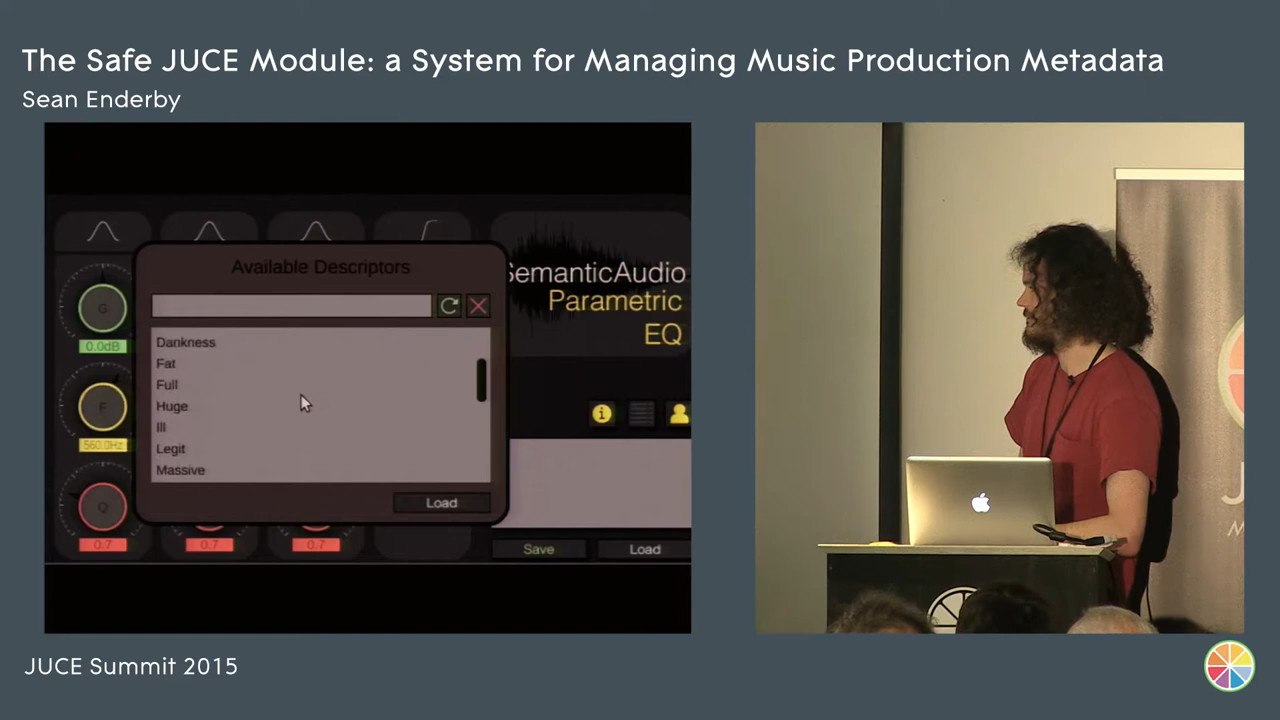 The Safe JUCE Module: a System for Managing Music Production Metadata
Sean Enderby
Available Descriptors
Dankness
Fat
Full
Huge
Ill
Legit
Massive
Load
G
0.0dB
F
560.0Hz
Q
0.7
0.7
0.7
SemanticAudio
Parametric
EQ
i
Save
Load
J
M
JUCE Summit 2015